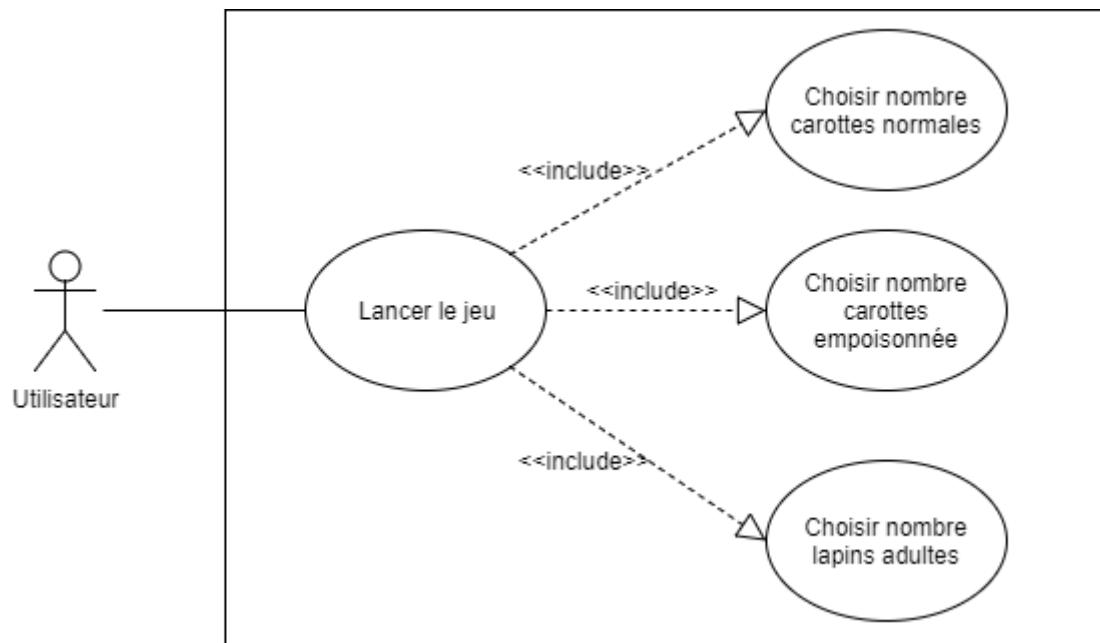 Choisir nombre
carottes normales
<<include>>
<<include>>
Choisir nombre
carottes
empoisonnée
Lancer le jeu
Utilisateur
<<include>>
Choisir nombre
lapins adultes